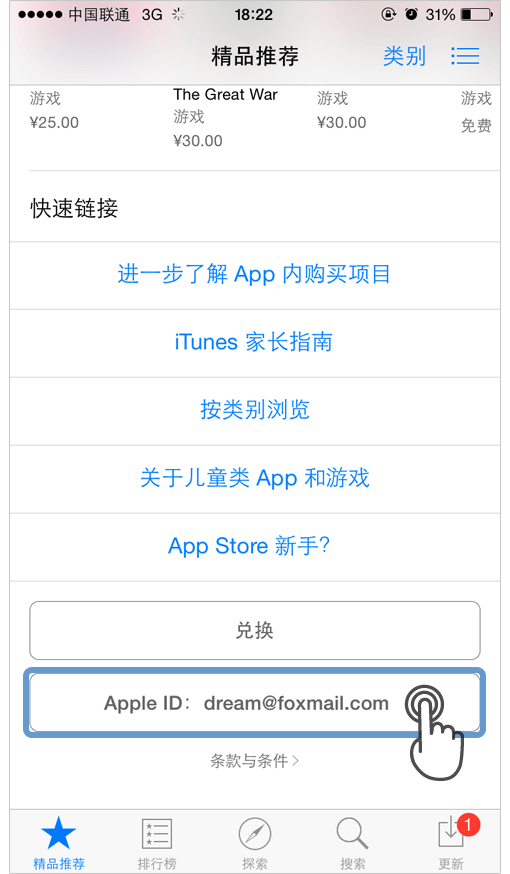 中国联通 3G 18:22 31%
精品推荐 类别
游戏 The Great War 游戏 游戏
¥25.00 游戏 ¥30.00 免费
¥30.00
快速链接
进一步了解 App 内购买项目
iTunes 家长指南
按类别浏览
关于儿童类 App 和游戏
App Store 新手？
兑换
Apple ID：dream@foxmail.com
条款与条件
1
精品推荐 排行榜 探索 搜索 更新